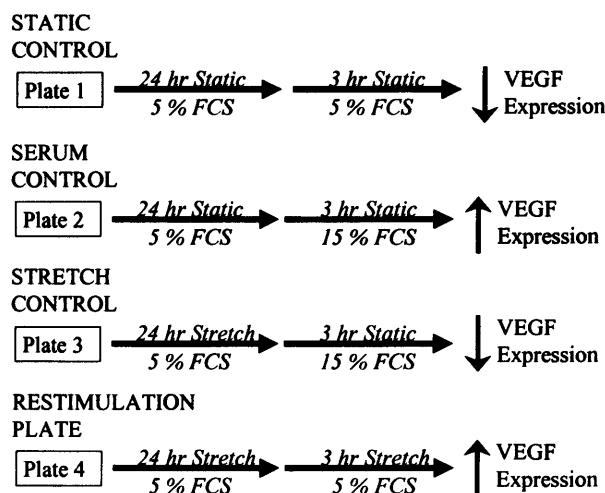 STATIC
CONTROL
Plate 1
24 hr Static
5 % FCS
3 hr Static
5 % FCS
VEGF
Expression
SERUM
CONTROL
Plate 2
24 hr Static
5 % FCS
3 hr Static
15 % FCS
VEGF
Expression
STRETCH
CONTROL
Plate 3
24 hr Stretch
5 % FCS
3 hr Static
15 % FCS
VEGF
Expression
RESTIMULATION
PLATE
Plate 4
24 hr Stretch
5 % FCS
3 hr Stretch
5 % FCS
VEGF
Expression